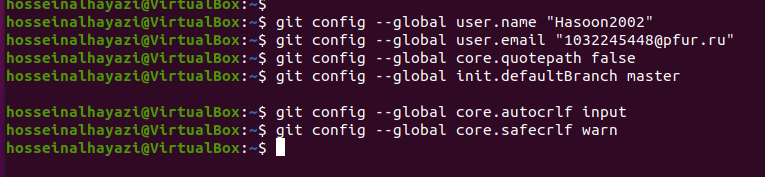 hosseinalhayazi@VirtualBox:~$
hosseinalhayazi@VirtualBox:~$ git config --global user.name "Hasoon2002"
hosseinalhayazi@VirtualBox:~$ git config --global user.email "1032245448@pfur.ru"
hosseinalhayazi@VirtualBox:~$ git config --global core.quotepath false
hosseinalhayazi@VirtualBox:~$ git config --global init.defaultBranch master
hosseinalhayazi@VirtualBox:~$ git config --global core.autocrlf input
hosseinalhayazi@VirtualBox:~$ git config --global core.safecrlf warn
hosseinalhayazi@VirtualBox:~$